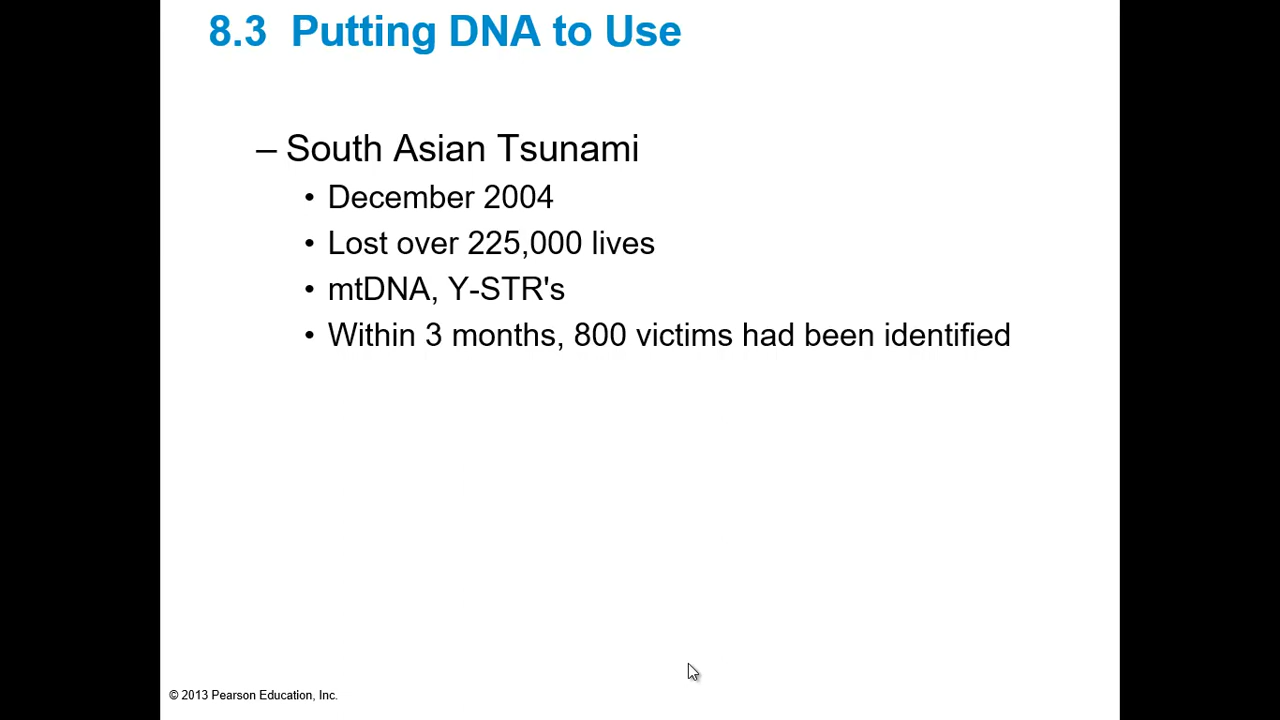 8.3 Putting DNA to Use
– South Asian Tsunami
• December 2004
• Lost over 225,000 lives
• mtDNA, Y-STR's
• Within 3 months, 800 victims had been identified
© 2013 Pearson Education, Inc.